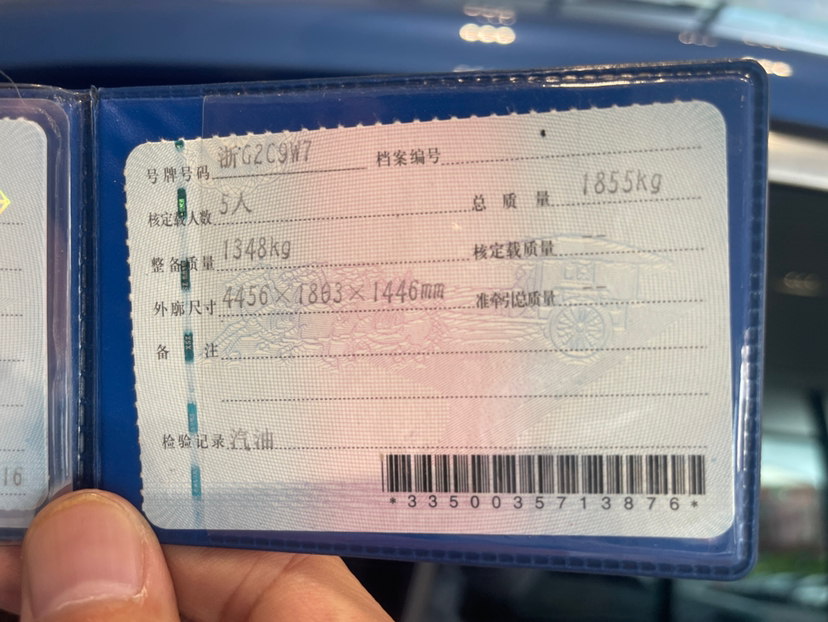 号牌号码 浙G2C9W7 档案编号
核定载人数 5人 总质量 1855kg
整备质量 1348kg 核定载质量 --
外廓尺寸 4456×1803×1446mm 准牵引总质量 --
备注
检验记录 汽油
*3350035713876*
16